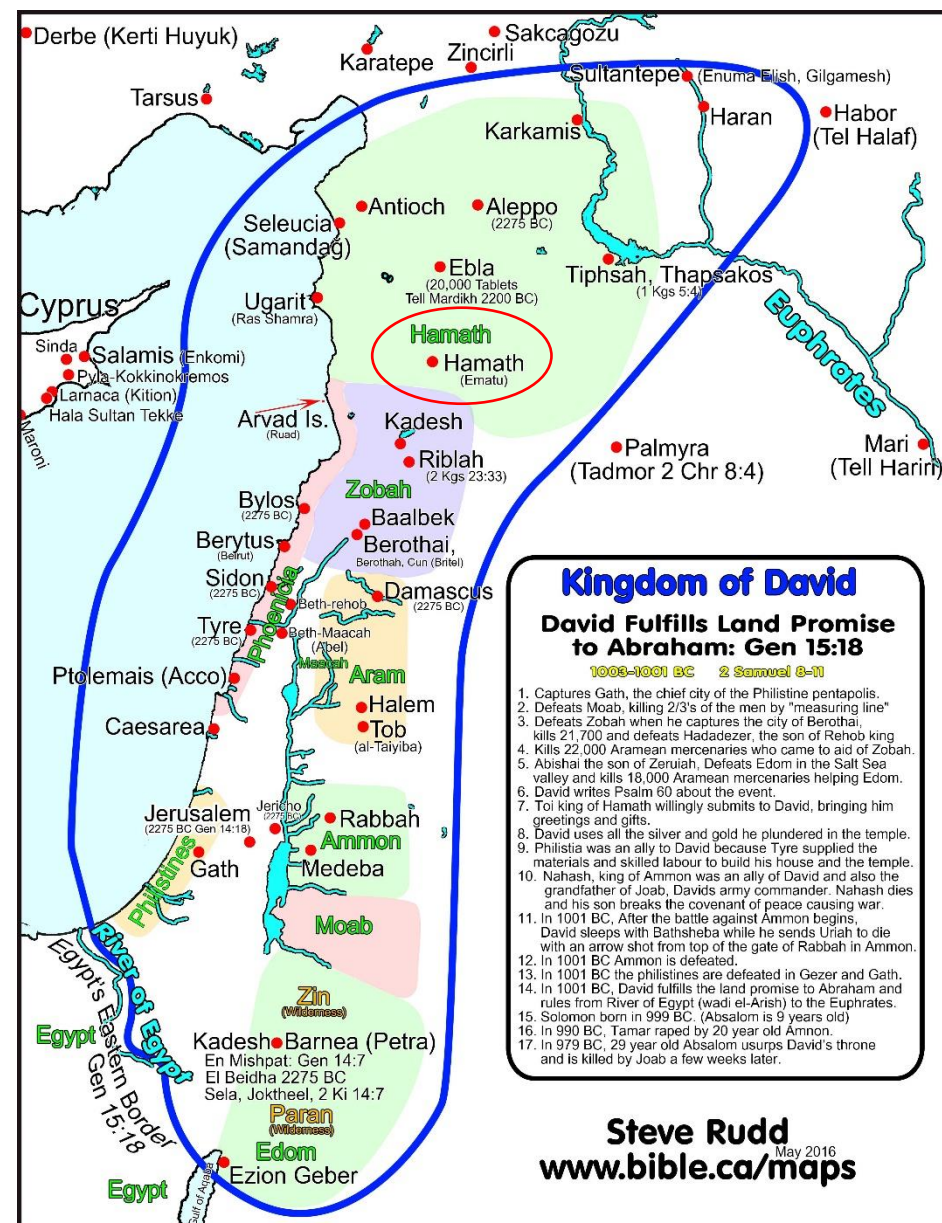 Derbe (Kerti Huyuk)
Sakcagozu
Karatepe
Zincirli
Sultantepe (Enuma Elish, Gilgamesh)
Tarsus
Karkamis
Haran
Habor
(Tel Halaf)
Antioch
Aleppo
(2275 BC)
Seleucia
(Samandağ)
Ebla
(20,000 Tablets
Tell Mardikh 2200 BC)
Tiphsah, Thapsakos
(1 Kgs 5:4)
Ugarit
(Ras Shamra)
Cyprus
Sinda
Salamis (Enkomi)
Pyla-Kokkinokremos
Larnaca (Kition)
Hala Sultan Tekke
Maroni
Hamath
Hamath
(Ematu)
Euphrates
Arvad Is.
(Ruad)
Kadesh
Riblah
(2 Kgs 23:33)
Zobah
Palmyra
(Tadmor 2 Chr 8:4)
Mari
(Tell Harin)
Bylos
(2275 BC)
Baalbek
Berothai,
Berothah, Cun (Britel)
Berytus
(Beirut)
Sidon
(2275 BC)
Phoenicia
Beth-rehob
Damascus
(2275 BC)
Tyre
(2275 BC)
Beth-Maacah
(Abel)
Maacah
Aram
Ptolemais (Acco)
Halem
Tob
(al-Taiyiba)
Caesarea
Jerusalem
(2275 BC Gen 14:18)
Jericho
(2275 BC)
Rabbah
Ammon
Gath
Medeba
Philistines
Moab
River of Egypt
Egypt's Eastern Border
Gen 15:18
Egypt
Zin
(Wilderness)
Kadesh Barnea (Petra)
En Mishpat: Gen 14:7
El Beidha 2275 BC
Sela, Joktheel, 2 Ki 14:7
Paran
(Wilderness)
Edom
Ezion Geber
Egypt
Gulf of Aqaba
Kingdom of David
David Fulfills Land Promise
to Abraham: Gen 15:18
1003-1001 BC 2 Samuel 8-11
1. Captures Gath, the chief city of the Philistine pentapolis.
2. Defeats Moab, killing 2/3's of the men by "measuring line"
3. Defeats Zobah when he captures the city of Berothai,
kills 21,700 and defeats Hadadezer, the son of Rehob king
4. Kills 22,000 Aramean mercenaries who came to aid of Zobah.
5. Abishai the son of Zeruiah, Defeats Edom in the Salt Sea
valley and kills 18,000 Aramean mercenaries helping Edom.
6. David writes Psalm 60 about the event.
7. Toi king of Hamath willingly submits to David, bringing him
greetings and gifts.
8. David uses all the silver and gold he plundered in the temple.
9. Philistia was an ally to David because Tyre supplied the
materials and skilled labour to build his house and the temple.
10. Nahash, king of Ammon was an ally of David and also the
grandfather of Joab, Davids army commander. Nahash dies
and his son breaks the covenant of peace causing war.
11. In 1001 BC, After the battle against Ammon begins,
David sleeps with Bathsheba while he sends Uriah to die
with an arrow shot from top of the gate of Rabbah in Ammon.
12. In 1001 BC Ammon is defeated.
13. In 1001 BC the philistines are defeated in Gezer and Gath.
14. In 1001 BC, David fulfills the land promise to Abraham and
rules from River of Egypt (wadi el-Arish) to the Euphrates.
15. Solomon born in 999 BC. (Absalom is 9 years old)
16. In 990 BC, Tamar raped by 20 year old Amnon.
17. In 979 BC, 29 year old Absalom usurps David's throne
and is killed by Joab a few weeks later.
Steve Rudd
May 2016
www.bible.ca/maps